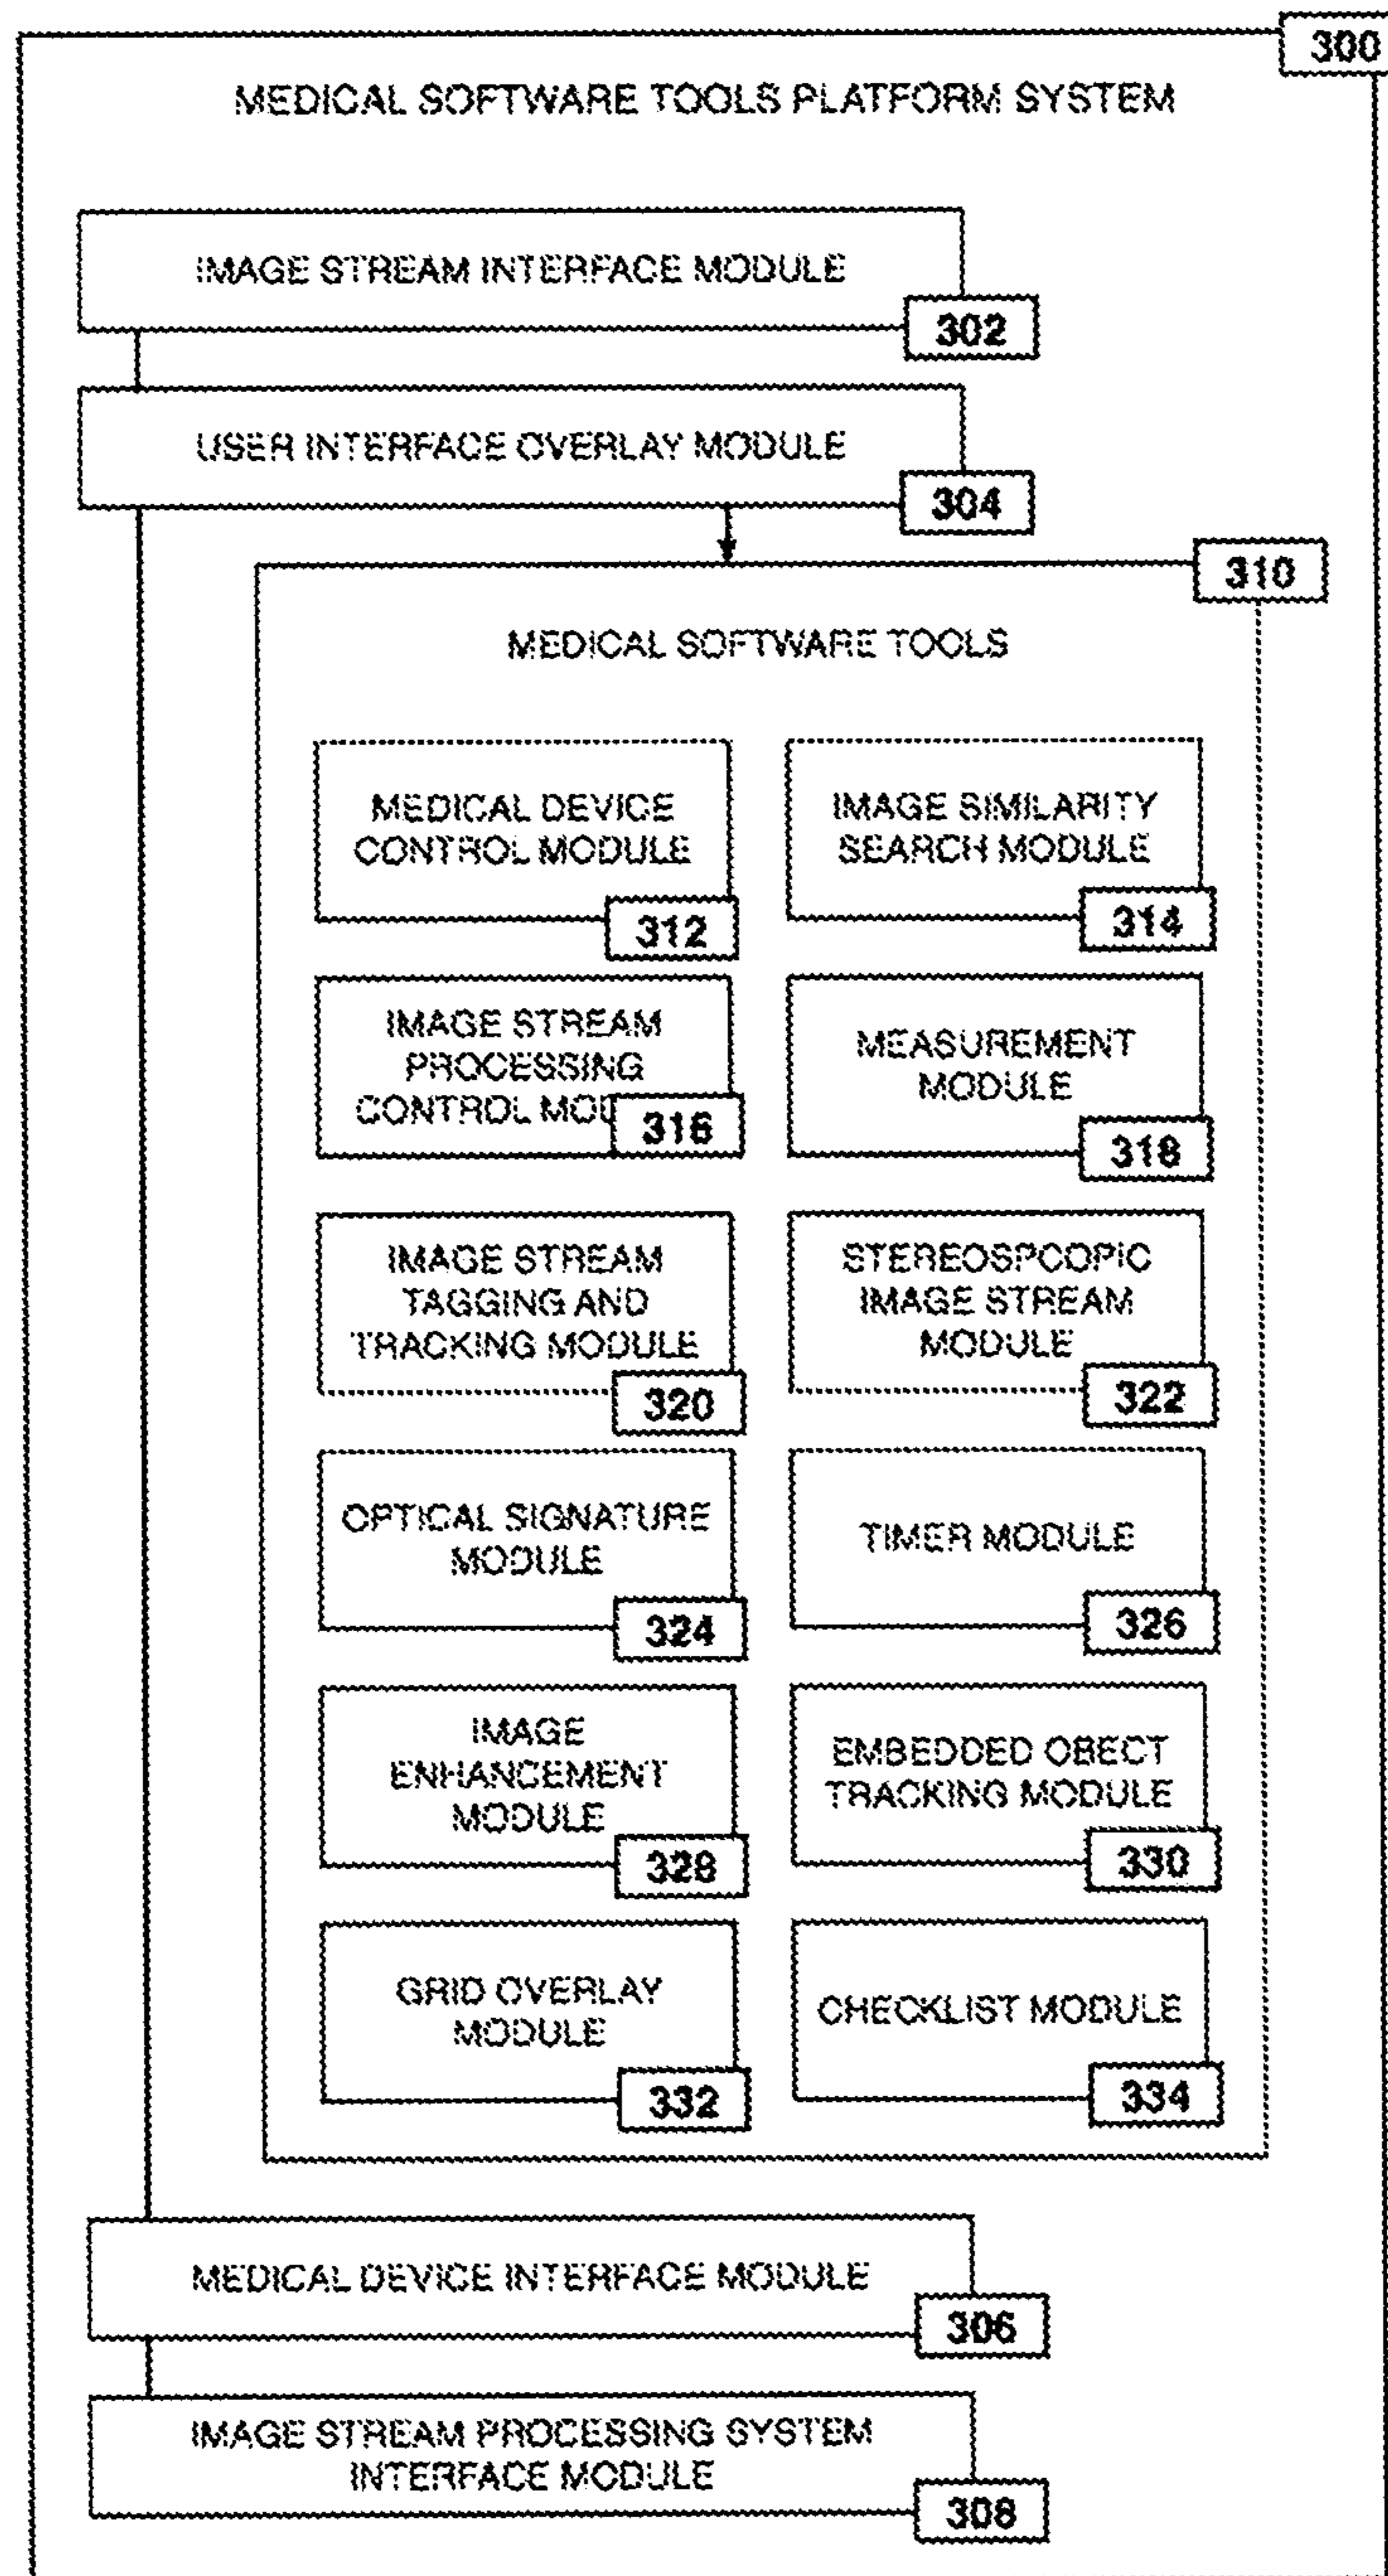 300
MEDICAL SOFTWARE TOOLS PLATFORM SYSTEM
IMAGE STREAM INTERFACE MODULE
302
USER INTERFACE OVERLAY MODULE
304
310
MEDICAL SOFTWARE TOOLS
MEDICAL DEVICE
CONTROL MODULE
312
IMAGE SIMILARITY
SEARCH MODULE
314
IMAGE STREAM
PROCESSING
CONTROL MOD
316
MEASUREMENT
MODULE
318
IMAGE STREAM
TAGGING AND
TRACKING MODULE
320
STEREOSPCOPIC
IMAGE STREAM
MODULE
322
OPTICAL SIGNATURE
MODULE
324
TIMER MODULE
326
IMAGE
ENHANCEMENT
MODULE
328
EMBEDDED OBECT
TRACKING MODULE
330
GRID OVERLAY
MODULE
332
CHECKLIST MODULE
334
MEDICAL DEVICE INTERFACE MODULE
306
IMAGE STREAM PROCESSING SYSTEM
INTERFACE MODULE
308